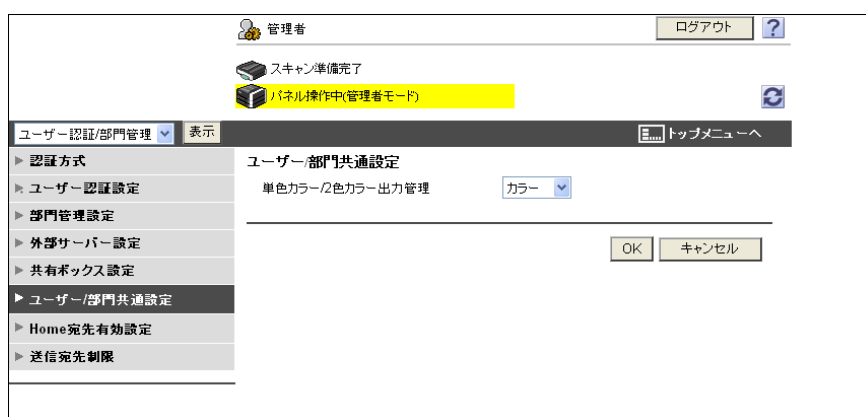 管理者
ログアウト
?
スキャン準備完了
パネル操作中(管理者モード)
ユーザー認証/部門管理
表示
トップメニューへ
認証方式
ユーザー認証設定
部門管理設定
外部サーバー設定
共有ボックス設定
ユーザー/部門共通設定
Home宛先有効設定
送信宛先制限
ユーザー/部門共通設定
単色カラー/2色カラー出力管理
カラー
OK
キャンセル